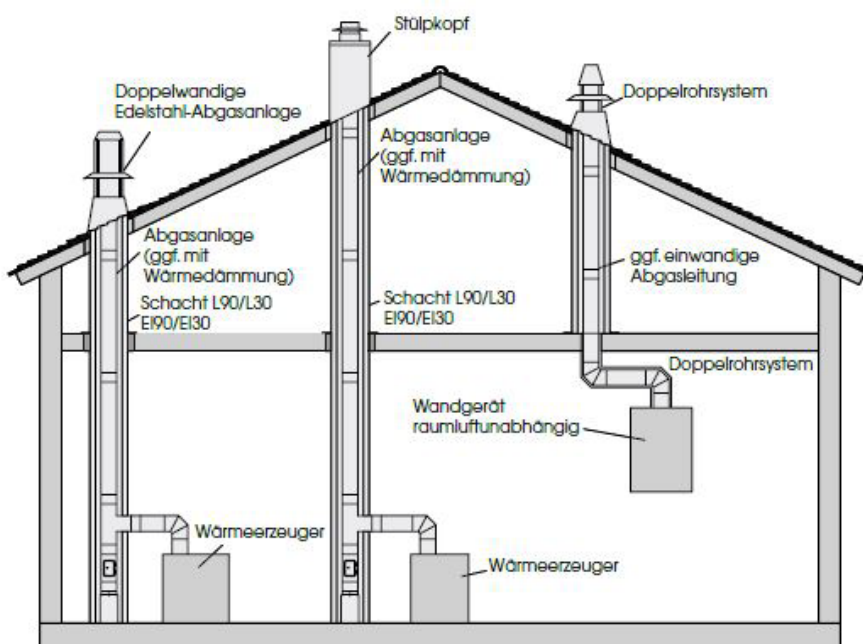 Stülpkopf
Doppelwandige
Edelstahl-Abgasanlage
Doppelrohrsystem
Abgasanlage
(ggf. mit
Wärmedämmung)
Abgasanlage
(ggf. mit
Wärmedämmung)
ggf. einwandige
Abgasleitung
Schacht L90/L30
EI90/EI30
Schacht L90/L30
EI90/EI30
Doppelrohrsystem
Wandgerät
raumluftunabhängig
Wärmeerzeuger
Wärmeerzeuger